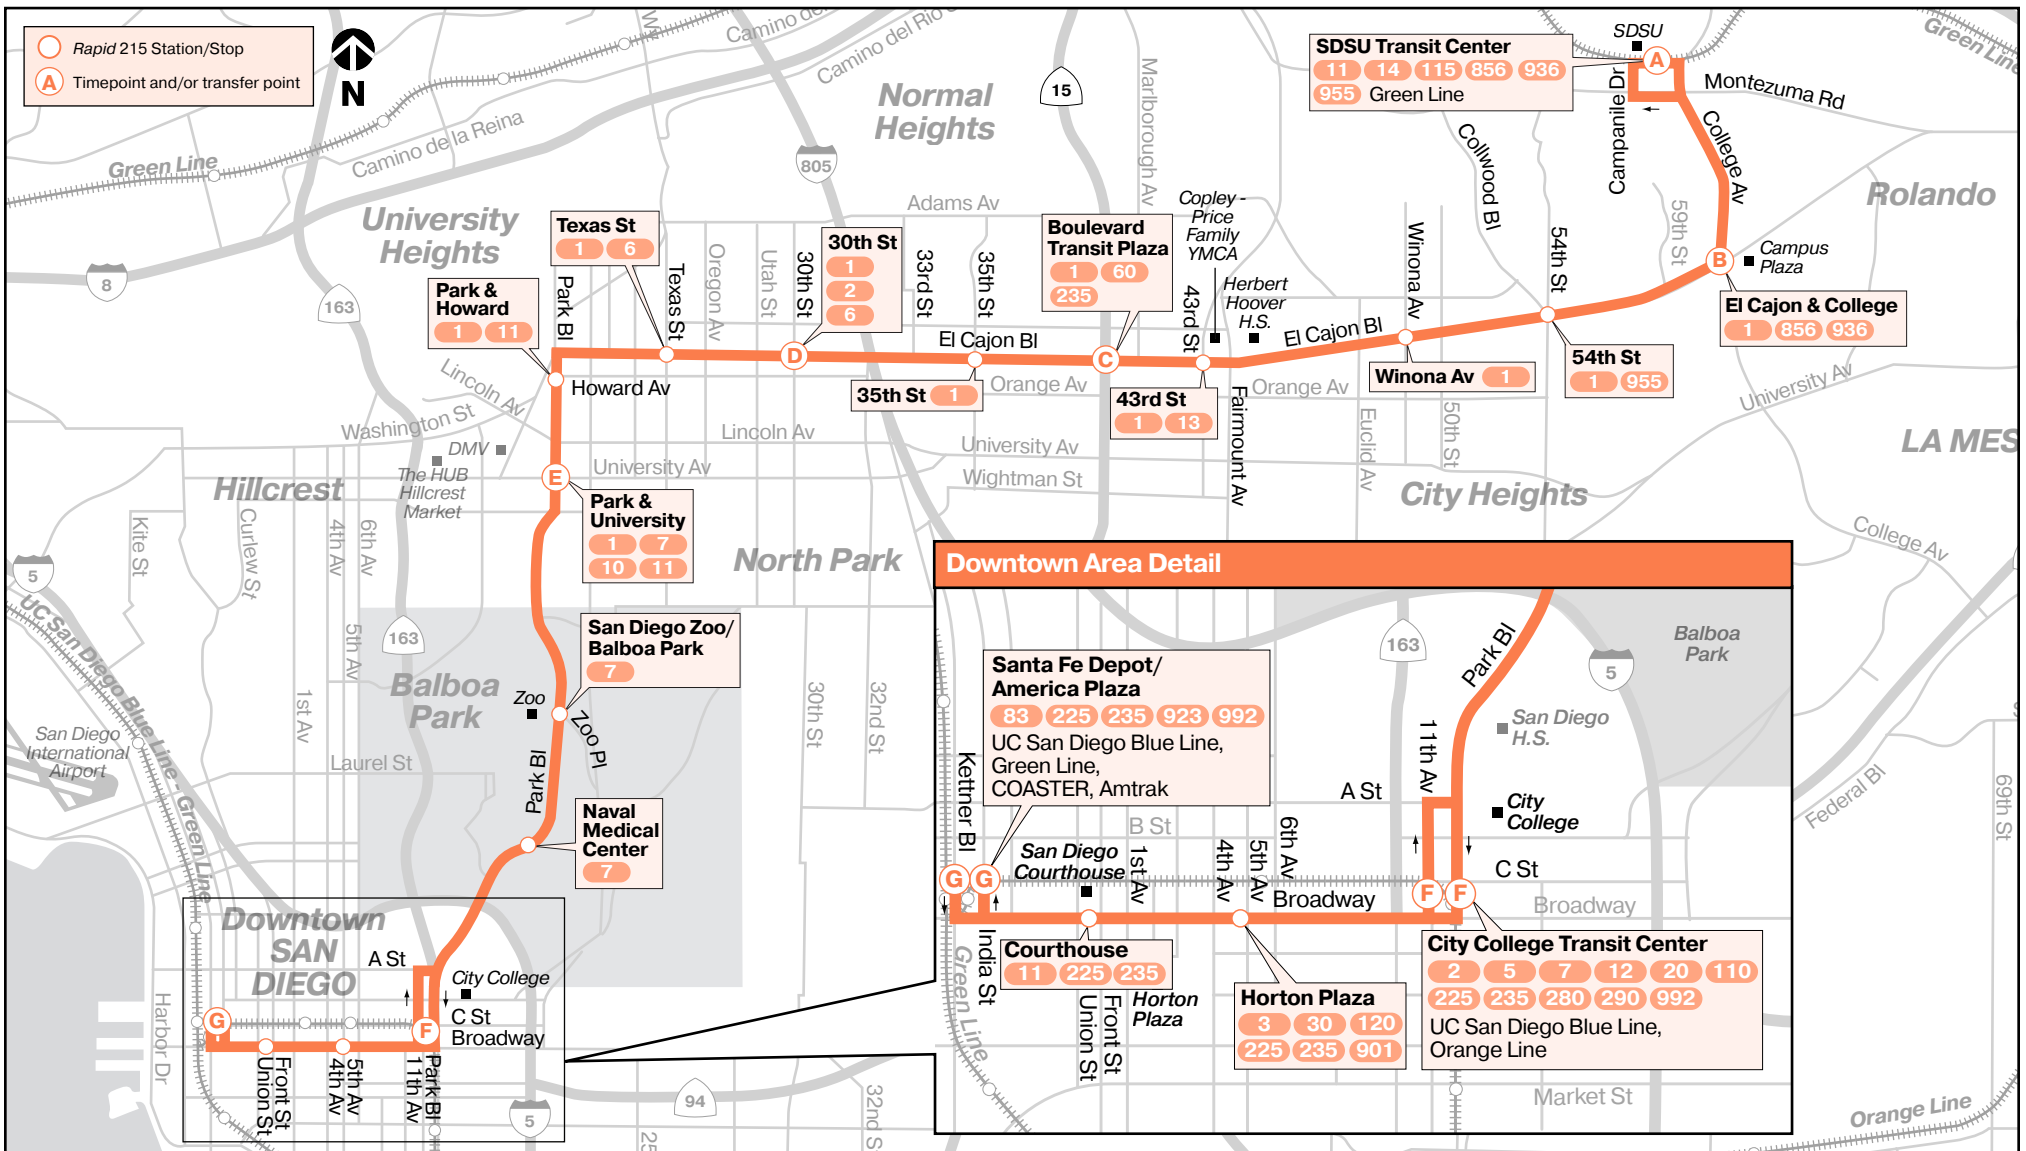 Rapid 215 Station/Stop
A Timepoint and/or transfer point
N
Camino del Rio
Camino de la Reina
Green Line
Green Line
15
805
8
163
Normal
Heights
Marlborough Av
SDSU
A
SDSU Transit Center
11 14 115 856 936
955 Green Line
Campanile Dr
Montezuma Rd
College Av
Collwood Bl
Rolando
59th St
B
Campus
Plaza
El Cajon & College
1 856 936
University
Heights
Adams Av
Copley -
Price
Family
YMCA
Herbert
Hoover
H.S.
Texas St
1 6
Park &
Howard
1 11
Park Bl
Texas St
Oregon Av
Utah St
30th St
30th St
1
2
6
33rd St
35th St
Boulevard
Transit Plaza
1 60
235
43rd St
Winona Av
54th St
D
El Cajon Bl
C
El Cajon Bl
Howard Av
35th St 1
Orange Av
43rd St
1 13
Fairmount Av
Orange Av
Winona Av 1
54th St
1 955
Euclid Av
50th St
University Av
LA MES
Lincoln Av
Washington St
Lincoln Av
University Av
University Av
Wightman St
DMV
The HUB
Hillcrest
Market
Hillcrest
E
Park &
University
1 7
10 11
City Heights
College Av
North Park
Kite St
Curlew St
4th Av
6th Av
5th Av
1st Av
5
UC San Diego Blue Line - Green Line
163
San Diego Zoo/
Balboa Park
7
Balboa
Park
Zoo
Zoo Pl
Park Bl
30th St
32nd St
San Diego
International
Airport
Laurel St
Naval
Medical
Center
7
Downtown
SAN
DIEGO
A St
City College
C St
Broadway
G
F
Harbor Dr
Union St
Front St
4th Av
5th Av
11th Av
Park Bl
94
5
25
32nd S
Downtown Area Detail
Santa Fe Depot/
America Plaza
83 225 235 923 992
UC San Diego Blue Line,
Green Line,
COASTER, Amtrak
163
5
Park Bl
Balboa
Park
San Diego
H.S.
11th Av
A St
City
College
Kettner Bl
B St
San Diego
Courthouse
1st Av
4th Av
5th Av
6th Av
C St
G G
F F
Broadway
Broadway
Courthouse
11 225 235
India St
Green Line
Union St
Front St
Horton
Plaza
Horton Plaza
3 30 120
225 235 901
City College Transit Center
2 5 7 12 20 110
225 235 280 290 992
UC San Diego Blue Line,
Orange Line
Market St
Federal Bl
69th St
Orange Line